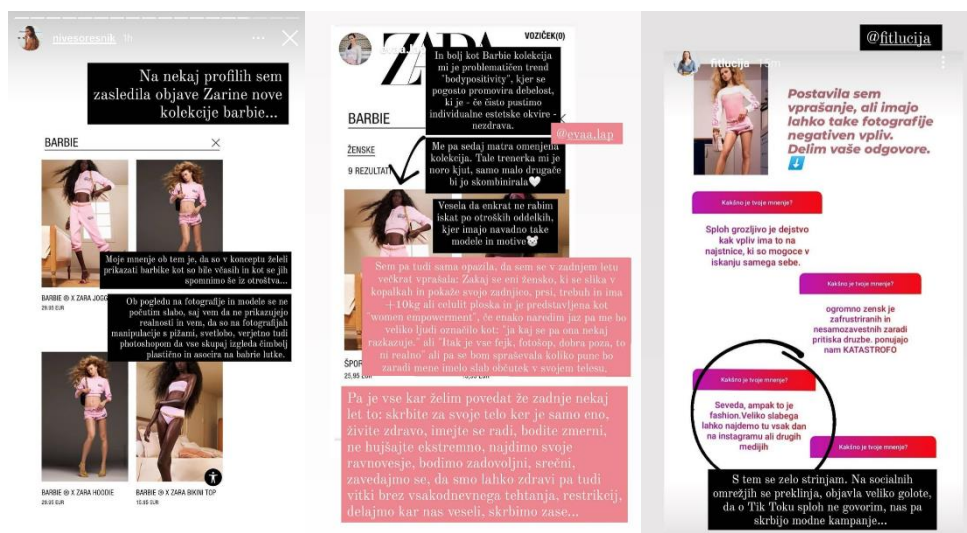 nivesoresnik 1h
Na nekaj profilih sem
zasledila objave Zarine nove
kolekcije barbie...
BARBIE
Moje mnenje ob tem je, da so v konceptu želeli
prikazati barbike kot so bile včasih in kot se jih
spomnimo še iz otroštva...
BARBIE ® X ZARA JOGG
29.95 EUR
Ob pogledu na fotografije in modele se ne
počutim slabo, saj vem da ne prikazujejo
realnosti in vem, da so na fotografijah
manipulacije s pižami, svetlobo, verjetno tudi
photoshopom da vse skupaj izgleda čimbolj
plastično in asocira na babrie lutke.
BARBIE ® X ZARA HOODIE
BARBIE ® X ZARA BIKINI TOP
ZARA
VOZIČEK(0)
In bolj kot Barbie kolekcija
mi je problematičen trend
"bodypositivity", kjer se
pogosto promovira debelost,
ki je - če čisto pustimo
individualne estetske okvire -
nezdrava.
BARBIE
@evaa.lap
ŽENSKE
9 REZULTATI
Me pa sedaj matra omenjena
kolekcija. Tale trenerka mi je
noro kjut, samo malo drugače
bi jo skombinirala🤍
Vesela da enkrat ne rabim
iskat po otroških oddelkih,
kjer imajo navadno take
modele in motive🐻
Sem pa tudi sama opazila, da sem se v zadnjem letu
večkrat vprašala: Zakaj se eni žensko, ki se slika v
kopalkah in pokaže svojo zadnjico, prsi, trebuh in ima
+10kg ali celulit ploska in je predstavljena kot
"women empowerment", če enako naredim jaz pa me bo
veliko ljudi označilo kot: "ja kaj se pa ona nekaj
razkazuje." ali "Itak je vse fejk, fotošop, dobra poza, to
ni realno" ali pa se bom spraševala koliko punc bo
zaradi mene imelo slab občutek v svojem telesu.
ŠPOR
25,95 EUR
Pa je vse kar želim povedat že zadnje nekaj
let to: skrbite za svoje telo ker je samo eno,
živite zdravo, imejte se radi, bodite zmerni,
ne hujšajte ekstremno, najdimo svoje
ravnovesje, bodimo zadovoljni, srečni,
zavedajmo se, da smo lahko zdravi pa tudi
vitki brez vsakodnevnega tehtanja, restrikcij,
delajmo kar nas veseli, skrbimo zase...
@fitlucija
fitlucija 15m
Postavila sem
vprašanje, ali imajo
lahko take fotografije
negativen vpliv.
Delim vaše odgovore.
⬇️
Kakšno je tvoje mnenje?
Sploh grozljivo je dejstvo
kak vpliv ima to na
najstnice, ki so mogoce v
iskanju samega sebe.
Kakšno je tvoje mnenje?
ogromno zensk je
zafrustriranih in
nesamozavestnih zaradi
pritiska druzbe. ponujajo
nam KATASTROFO
Kakšno je tvoje mnenje?
Seveda, ampak to je
fashion.Veliko slabega
lahko najdemo tu vsak dan
na instagramu ali drugih
medijih
Kakšno je tvoje mnenje?
S tem se zelo strinjam. Na socialnih
omrežjih se preklinja, objavla veliko golote,
da o Tik Toku sploh ne govorim, nas pa
skrbijo modne kampanje...